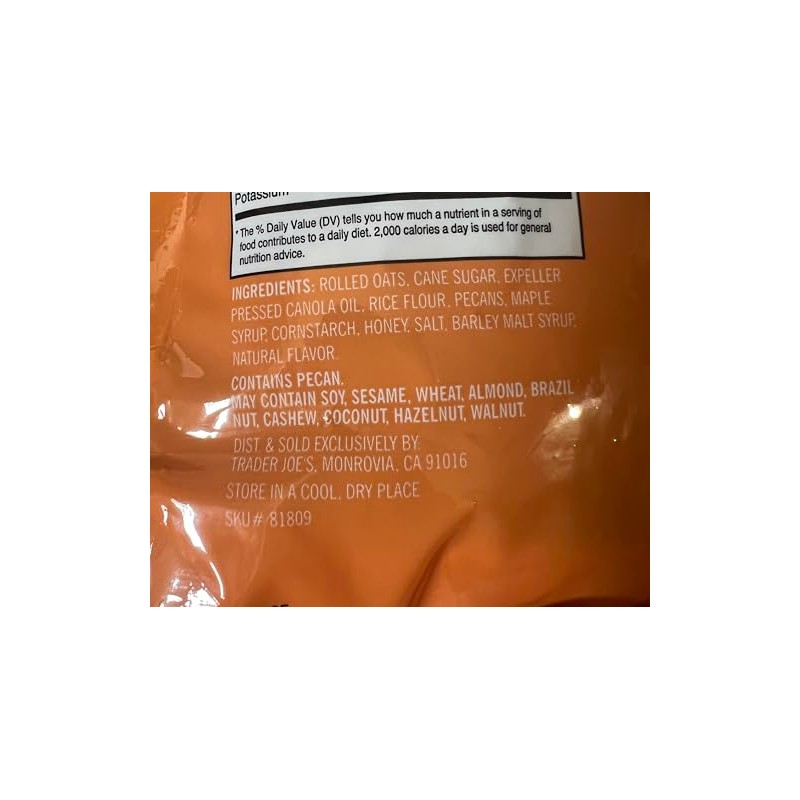 Potassium
*The % Daily Value (DV) tells you how much a nutrient in a serving of
food contributes to a daily diet. 2,000 calories a day is used for general
nutrition advice.
INGREDIENTS: ROLLED OATS, CANE SUGAR, EXPELLER
PRESSED CANOLA OIL, RICE FLOUR, PECANS, MAPLE
SYRUP, CORNSTARCH, HONEY, SALT, BARLEY MALT SYRUP,
NATURAL FLAVOR.
CONTAINS PECAN.
MAY CONTAIN SOY, SESAME, WHEAT, ALMOND, BRAZIL
NUT, CASHEW, COCONUT, HAZELNUT, WALNUT.
DIST. & SOLD EXCLUSIVELY BY:
TRADER JOE'S, MONROVIA, CA 91016
STORE IN A COOL, DRY PLACE
SKU# 81809